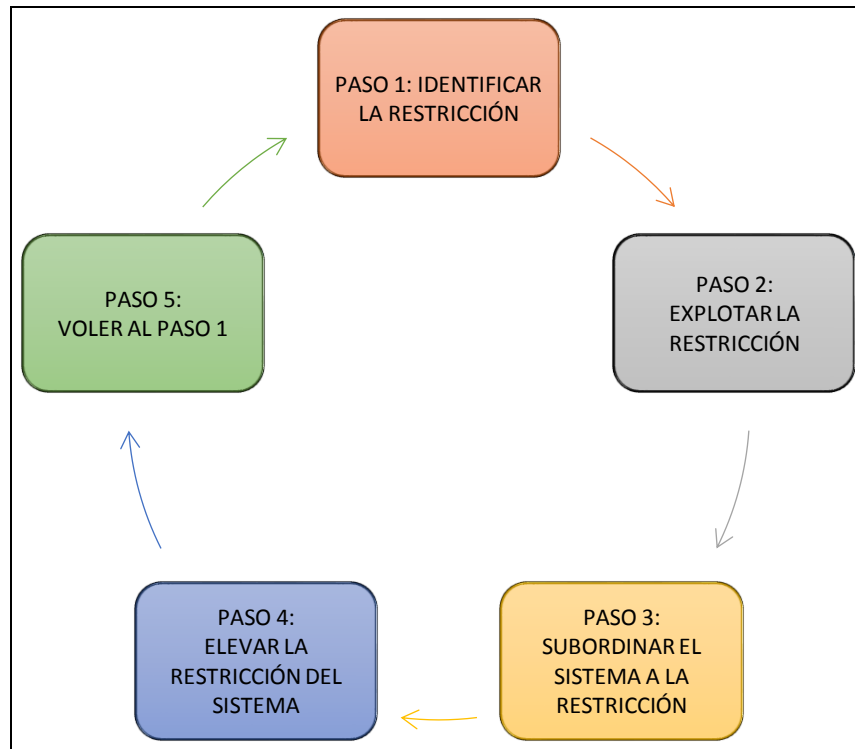 PASO 1: IDENTIFICAR
LA RESTRICCIÓN
PASO 2:
EXPLOTAR LA
RESTRICCIÓN
PASO 3:
SUBORDINAR EL
SISTEMA A LA
RESTRICCIÓN
PASO 4:
ELEVAR LA
RESTRICCIÓN DEL
SISTEMA
PASO 5:
VOLER AL PASO 1